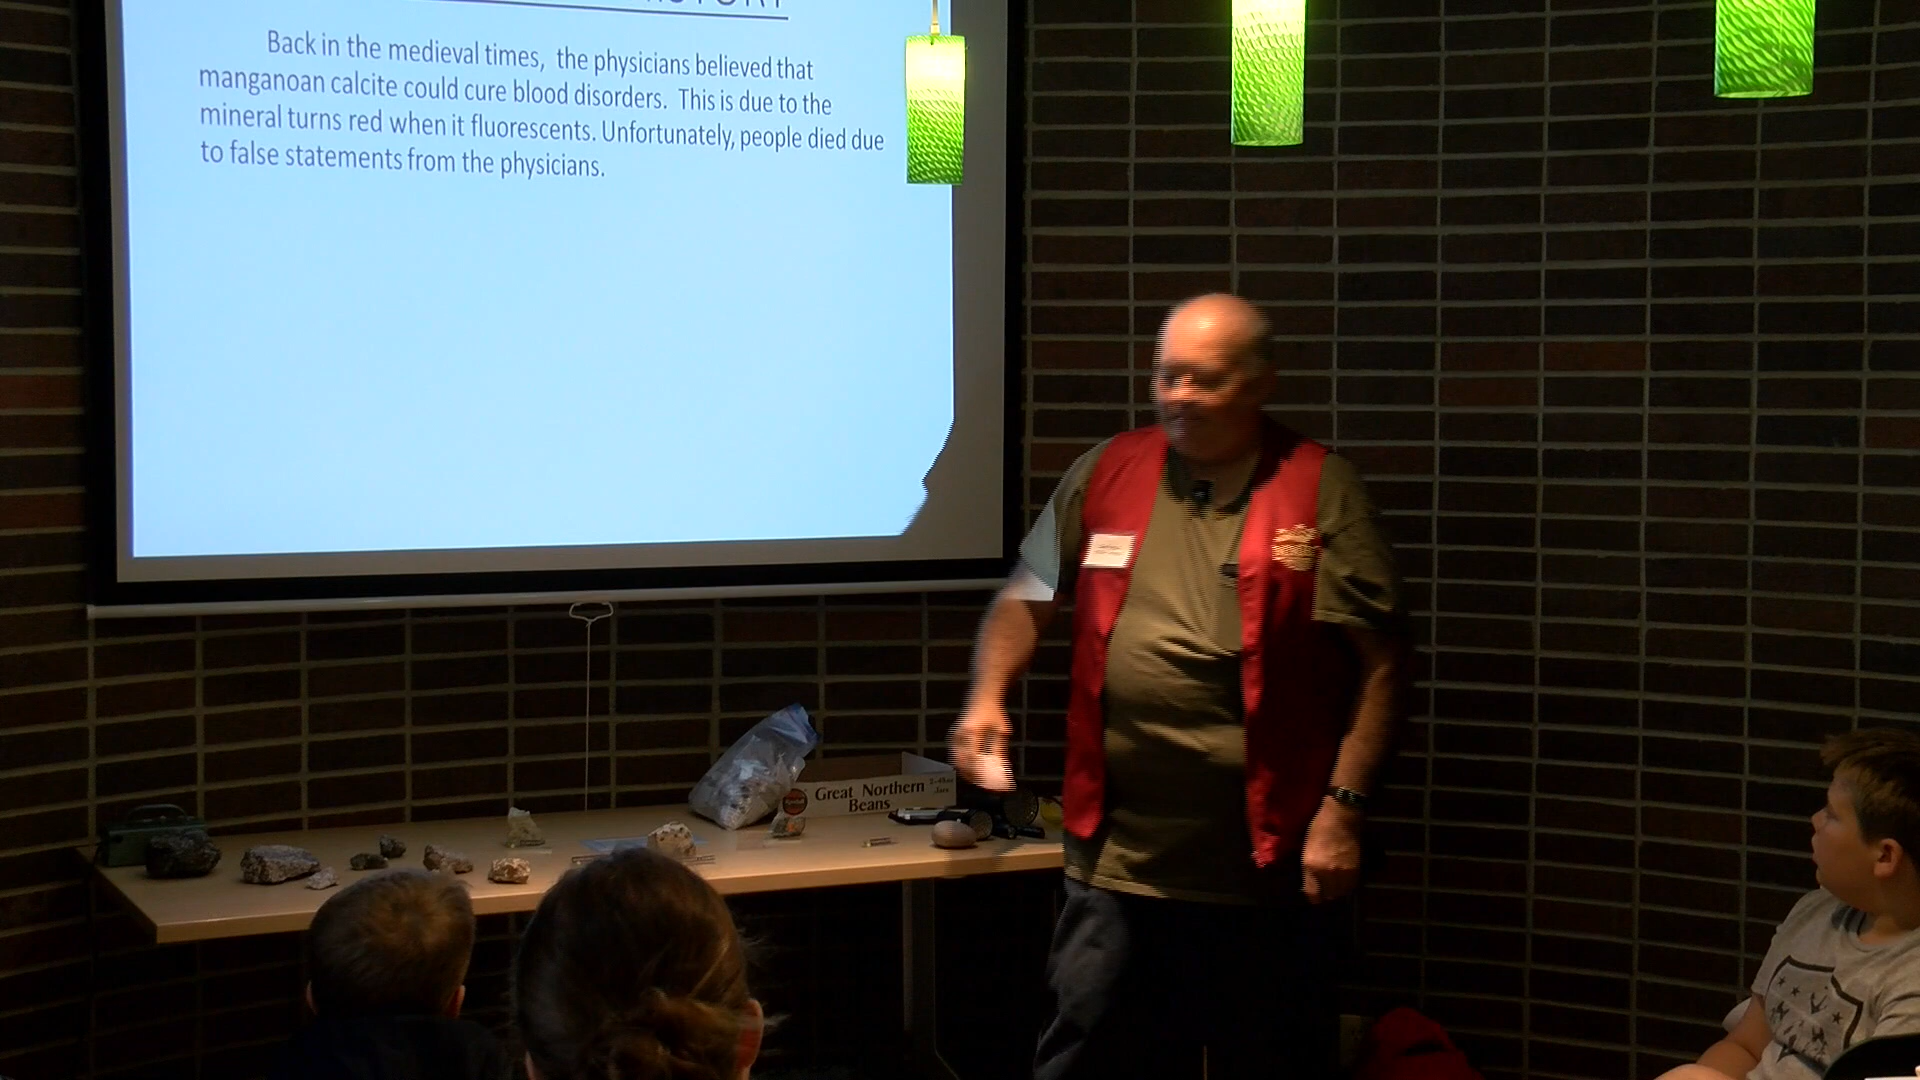 Back in the medieval times, the physicians believed that
manganoan calcite could cure blood disorders. This is due to the
mineral turns red when it fluorescents. Unfortunately, people died due
to false statements from the physicians.
Great Northern
Beans